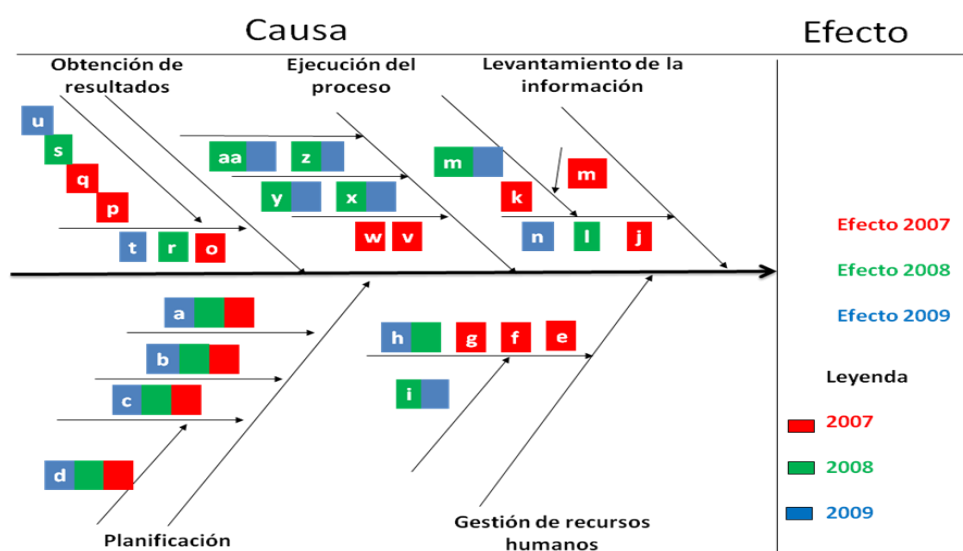 Causa
Efecto
Obtención de
resultados
Ejecución del
proceso
Levantamiento de la
información
u
s
q
p
t
r
o
aa
z
y
x
w
v
m
m
k
n
l
j
a
b
c
d
h
g
f
e
i
Planificación
Gestión de recursos
humanos
Efecto 2007
Efecto 2008
Efecto 2009
Leyenda
2007
2008
2009